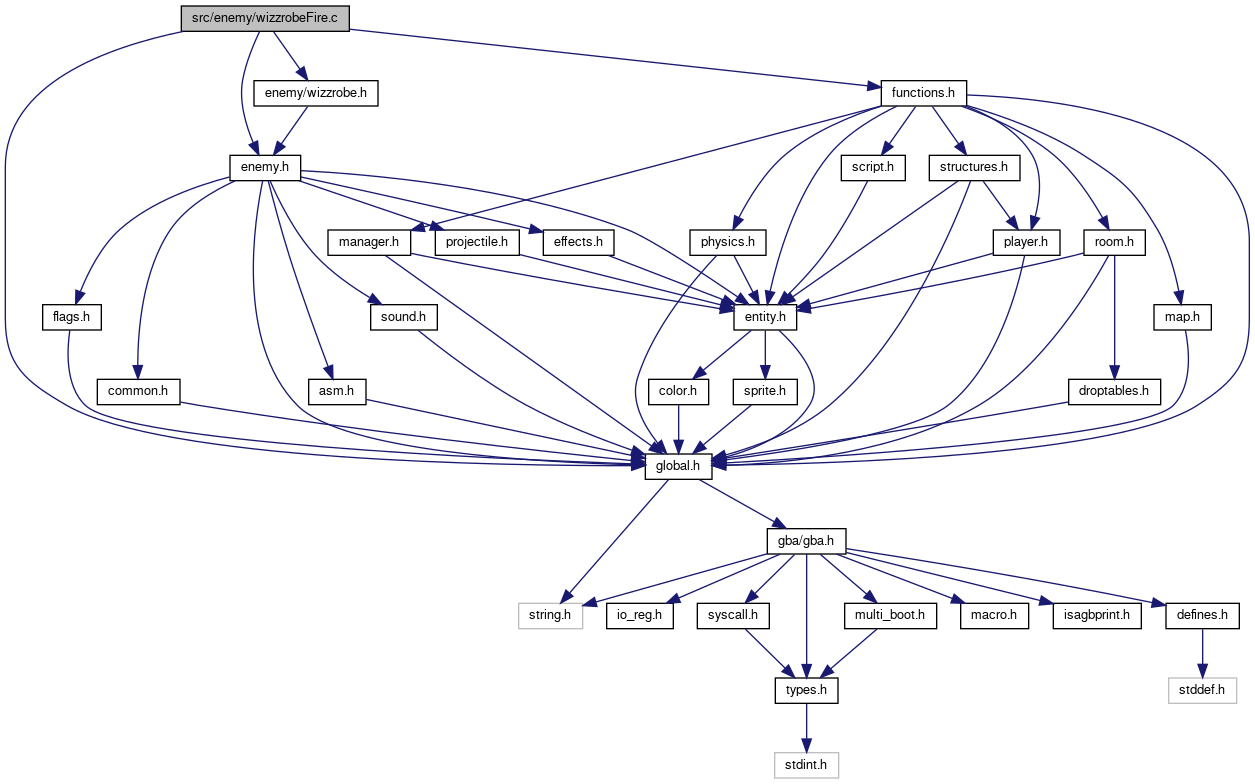 src/enemy/wizzrobeFire.c
enemy/wizzrobe.h
functions.h
enemy.h
script.h
structures.h
manager.h
projectile.h
effects.h
physics.h
player.h
room.h
flags.h
sound.h
entity.h
map.h
common.h
asm.h
color.h
sprite.h
droptables.h
global.h
gba/gba.h
string.h
io_reg.h
syscall.h
multi_boot.h
macro.h
isagbprint.h
defines.h
types.h
stddef.h
stdint.h